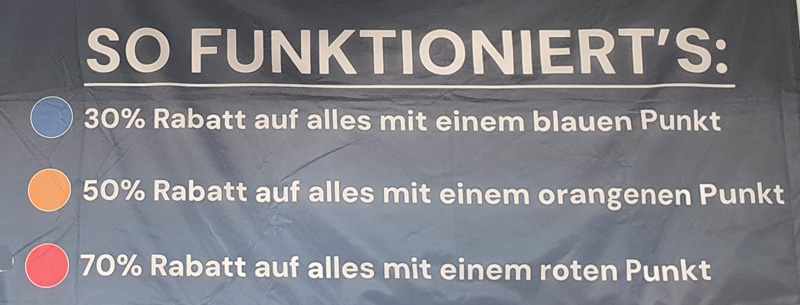 SO FUNKTIONIERT'S:
30% Rabatt auf alles mit einem blauen Punkt
50% Rabatt auf alles mit einem orangenen Punkt
70% Rabatt auf alles mit einem roten Punkt